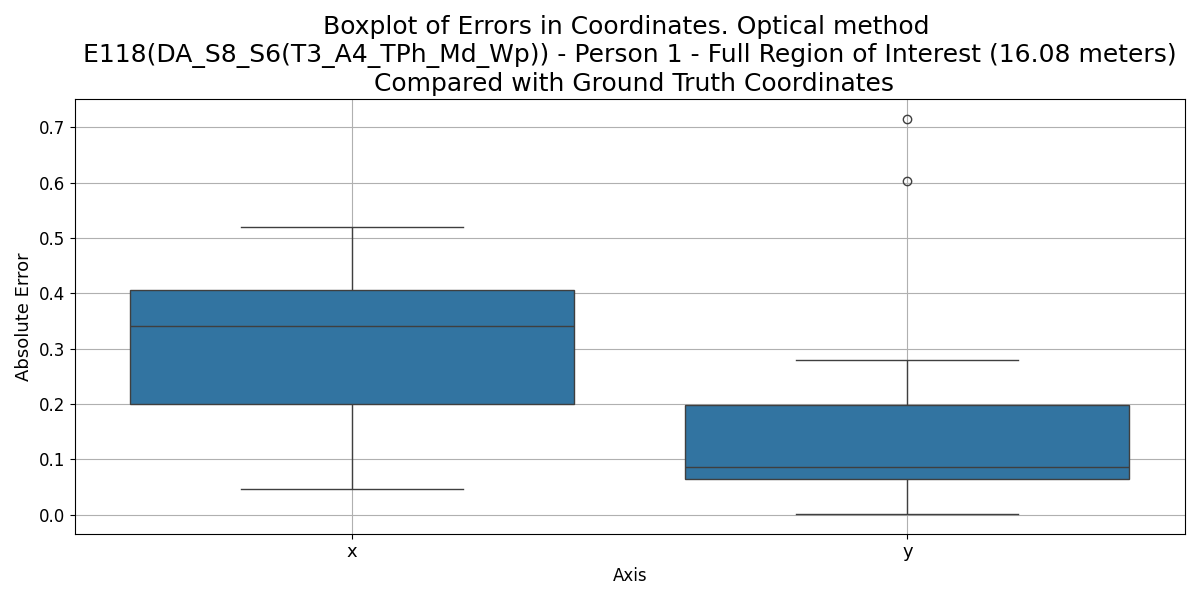 Boxplot of Errors in Coordinates. Optical method
E118(DA_S8_S6(T3_A4_TPh_Md_Wp)) - Person 1 - Full Region of Interest (16.08 meters)
Compared with Ground Truth Coordinates
0.7
0.6
0.5
0.4
0.3
0.2
0.1
0.0
Absolute Error
x
y
Axis